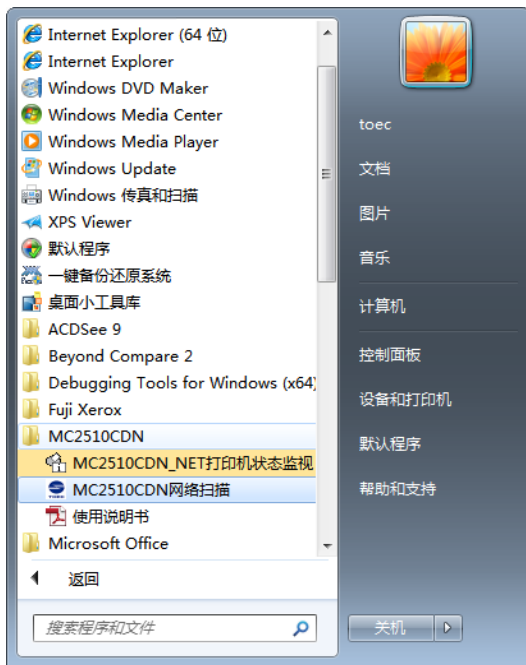 Internet Explorer (64 位)
Internet Explorer
Windows DVD Maker
Windows Media Center
Windows Media Player
Windows Update
Windows 传真和扫描
XPS Viewer
默认程序
一键备份还原系统
桌面小工具库
ACDSee 9
Beyond Compare 2
Debugging Tools for Windows (x64)
Fuji Xerox
MC2510CDN
MC2510CDN_NET打印机状态监视
MC2510CDN网络扫描
使用说明书
Microsoft Office
返回
搜索程序和文件
toec
文档
图片
音乐
计算机
控制面板
设备和打印机
默认程序
帮助和支持
关机